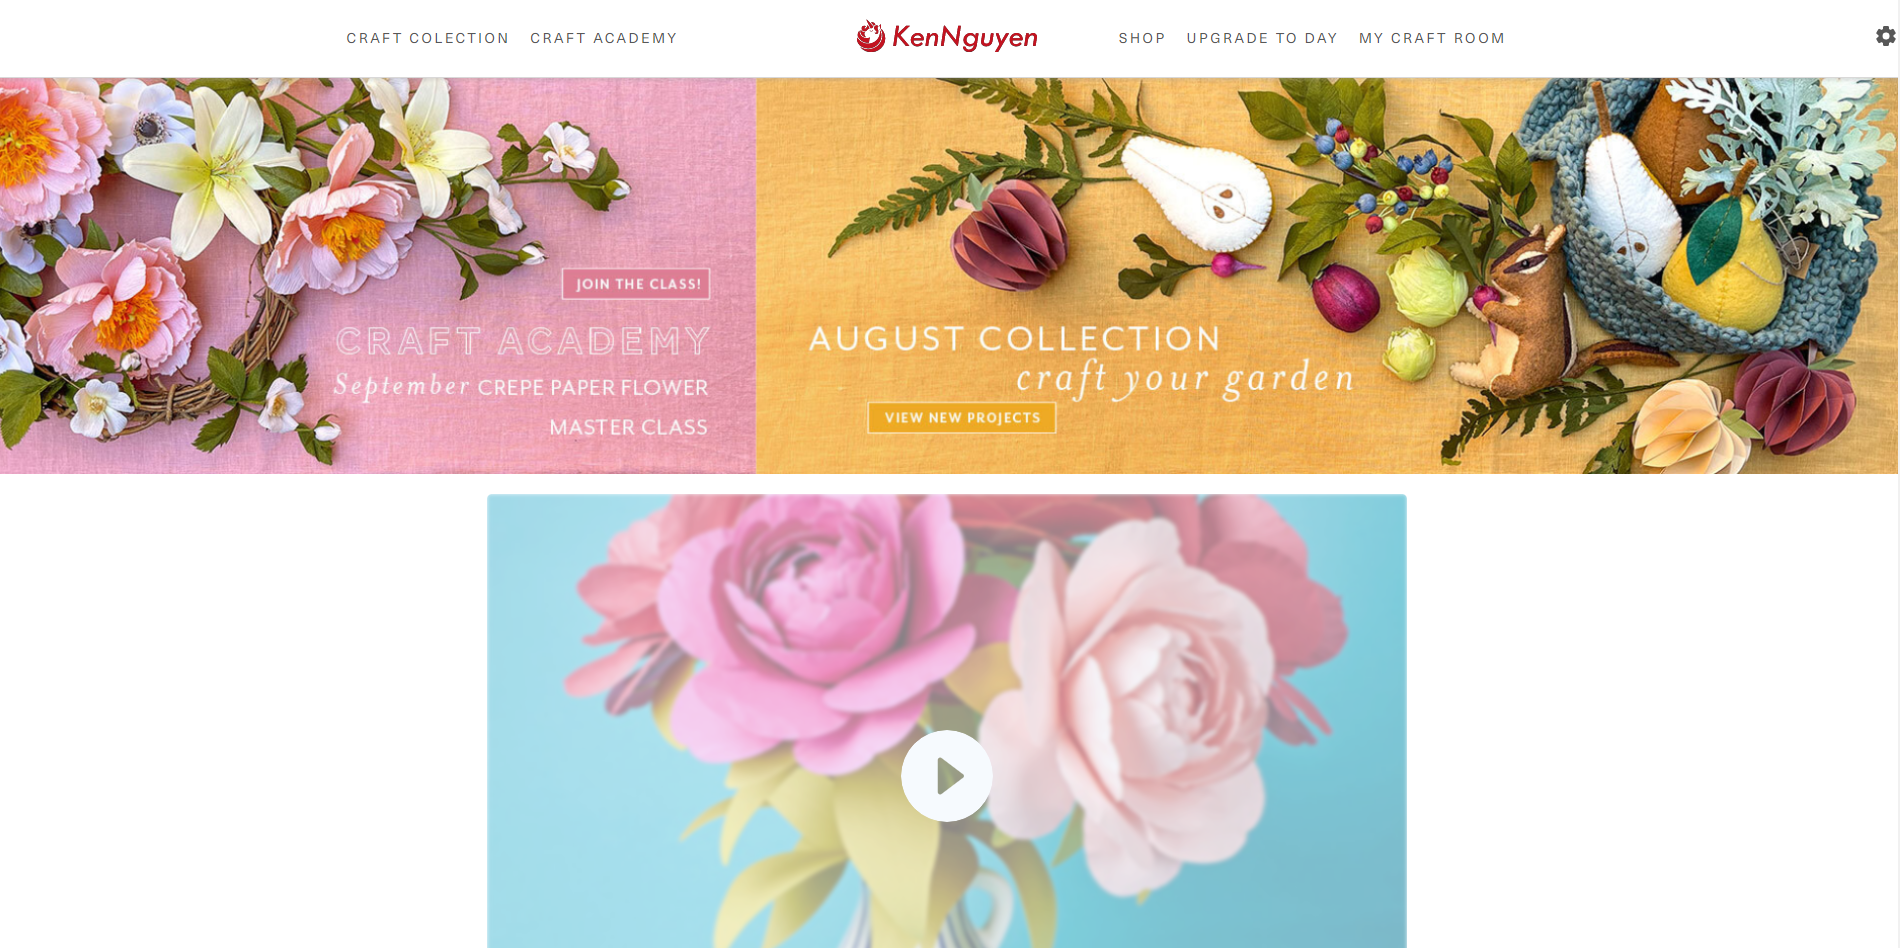 CRAFT COLECTION CRAFT ACADEMY KenNguyen SHOP UPGRADE TO DAY MY CRAFT ROOM
JOIN THE CLASS!
CRAFT ACADEMY
September CREPE PAPER FLOWER
MASTER CLASS
AUGUST COLLECTION
craft your garden
VIEW NEW PROJECTS